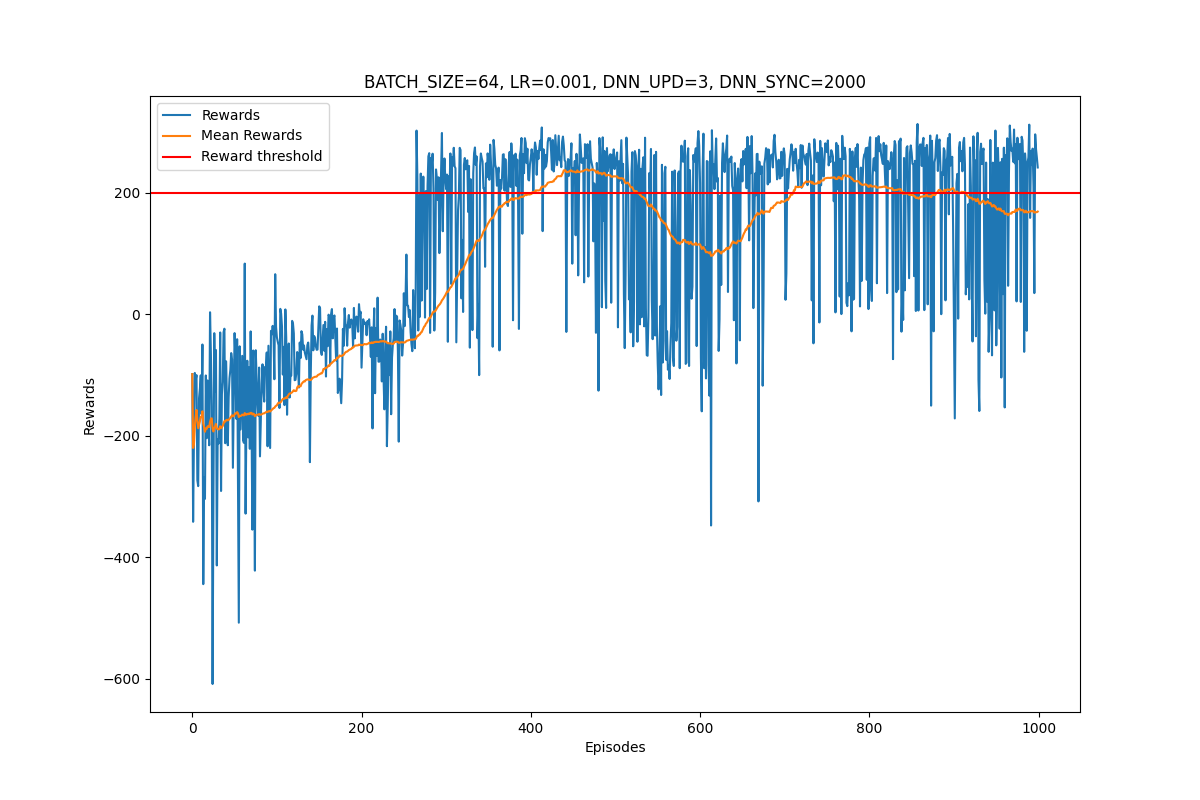 BATCH_SIZE=64, LR=0.001, DNN_UPD=3, DNN_SYNC=2000
Rewards
Mean Rewards
Reward threshold
200
0
−200
−400
−600
Rewards
0
200
400
600
800
1000
Episodes